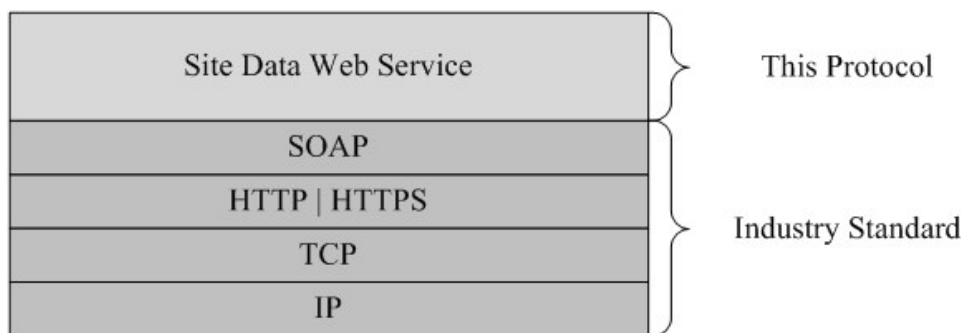 Site Data Web Service
This Protocol
SOAP
HTTP | HTTPS
TCP
IP
Industry Standard